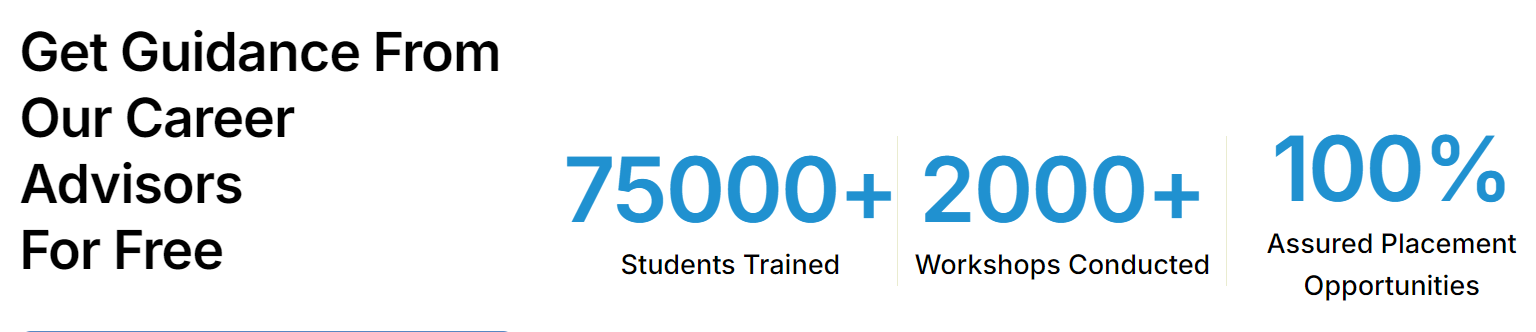 Get Guidance From
Our Career
Advisors
For Free
75000+
Students Trained
2000+
Workshops Conducted
100%
Assured Placement
Opportunities